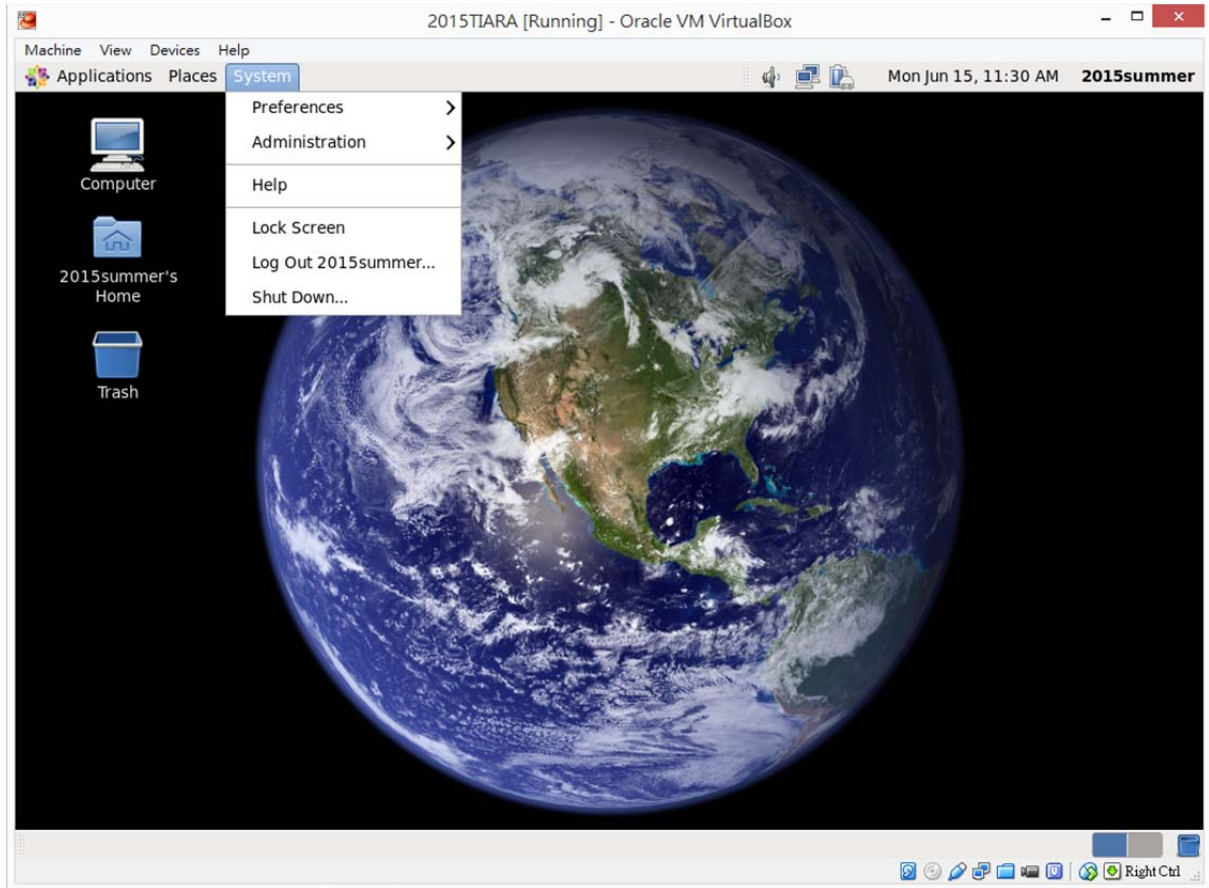 2015TIARA [Running] - Oracle VM VirtualBox
Machine View Devices Help
Applications Places System Mon Jun 15, 11:30 AM 2015summer
Preferences
Administration
Help
Lock Screen
Log Out 2015summer...
Shut Down...
Computer
2015summer's
Home
Trash
Right Ctrl